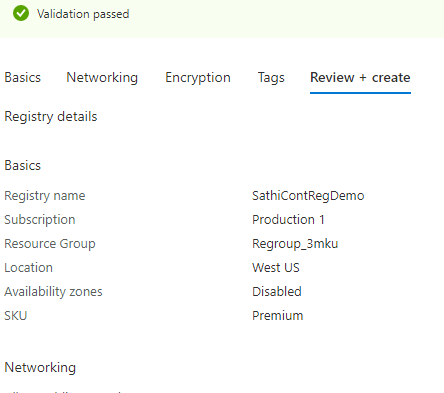 Validation passed
Basics Networking Encryption Tags Review + create
Registry details
Basics
Registry name SathiContRegDemo
Subscription Production 1
Resource Group Regroup_3mku
Location West US
Availability zones Disabled
SKU Premium
Networking